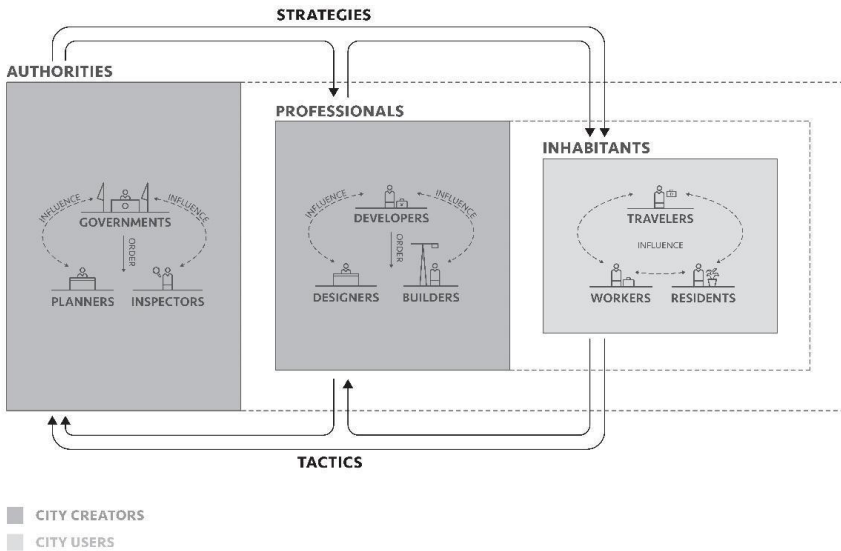 STRATEGIES
AUTHORITIES
PROFESSIONALS
INHABITANTS
INFLUENCE
INFLUENCE
GOVERNMENTS
ORDER
PLANNERS
INSPECTORS
INFLUENCE
INFLUENCE
DEVELOPERS
ORDER
DESIGNERS
BUILDERS
TRAVELERS
INFLUENCE
WORKERS
RESIDENTS
TACTICS
CITY CREATORS
CITY USERS